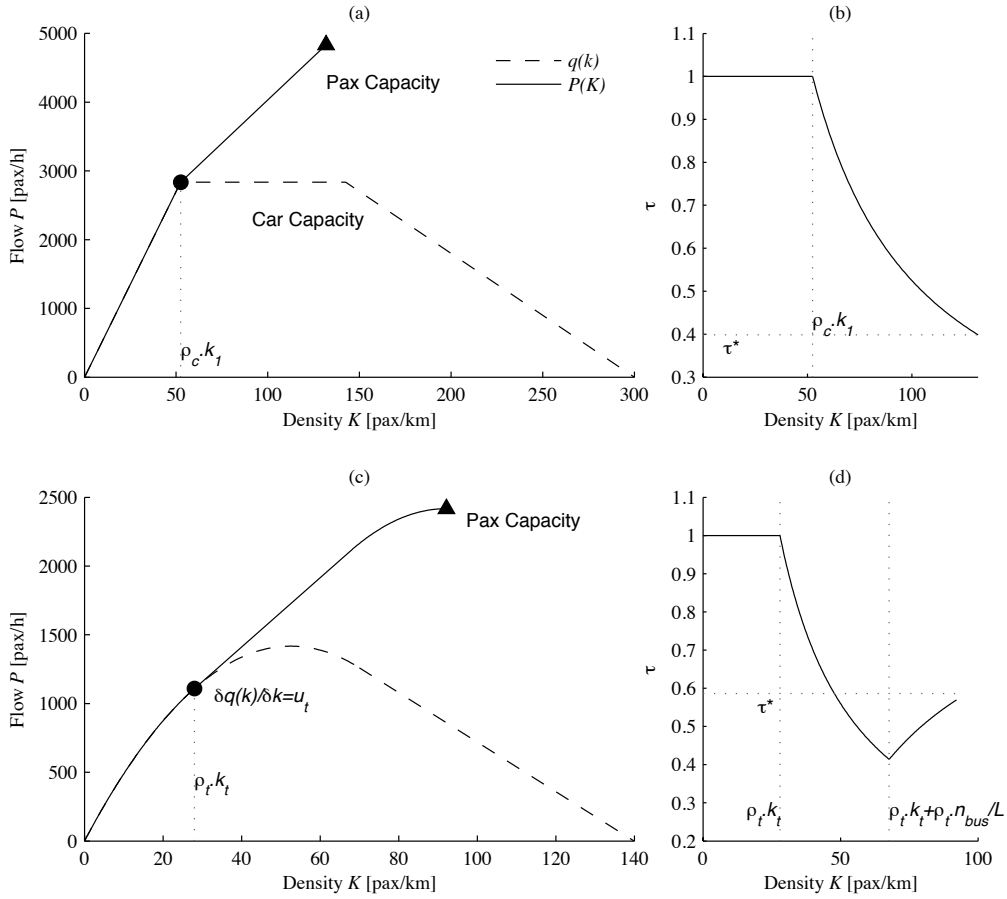 (a)
5000
4000
3000
2000
1000
0
Flow P [pax/h]
Pax Capacity
Car Capacity
q(k)
P(K)
ρc.k1
0 50 100 150 200 250 300
Density K [pax/km]
(b)
1.1
1
0.9
0.8
0.7
0.6
0.5
0.4
0.3
τ
ρc.k1
τ*
0 50 100
Density K [pax/km]
(c)
2500
2000
1500
1000
500
0
Flow P [pax/h]
Pax Capacity
δq(k)/δk=ut
ρt.kt
0 20 40 60 80 100 120 140
Density K [pax/km]
(d)
1.1
1
0.9
0.8
0.7
0.6
0.5
0.4
0.3
0.2
τ
τ*
ρt.kt
ρt.kt+ρt.nbus/L
0 50 100
Density K [pax/km]